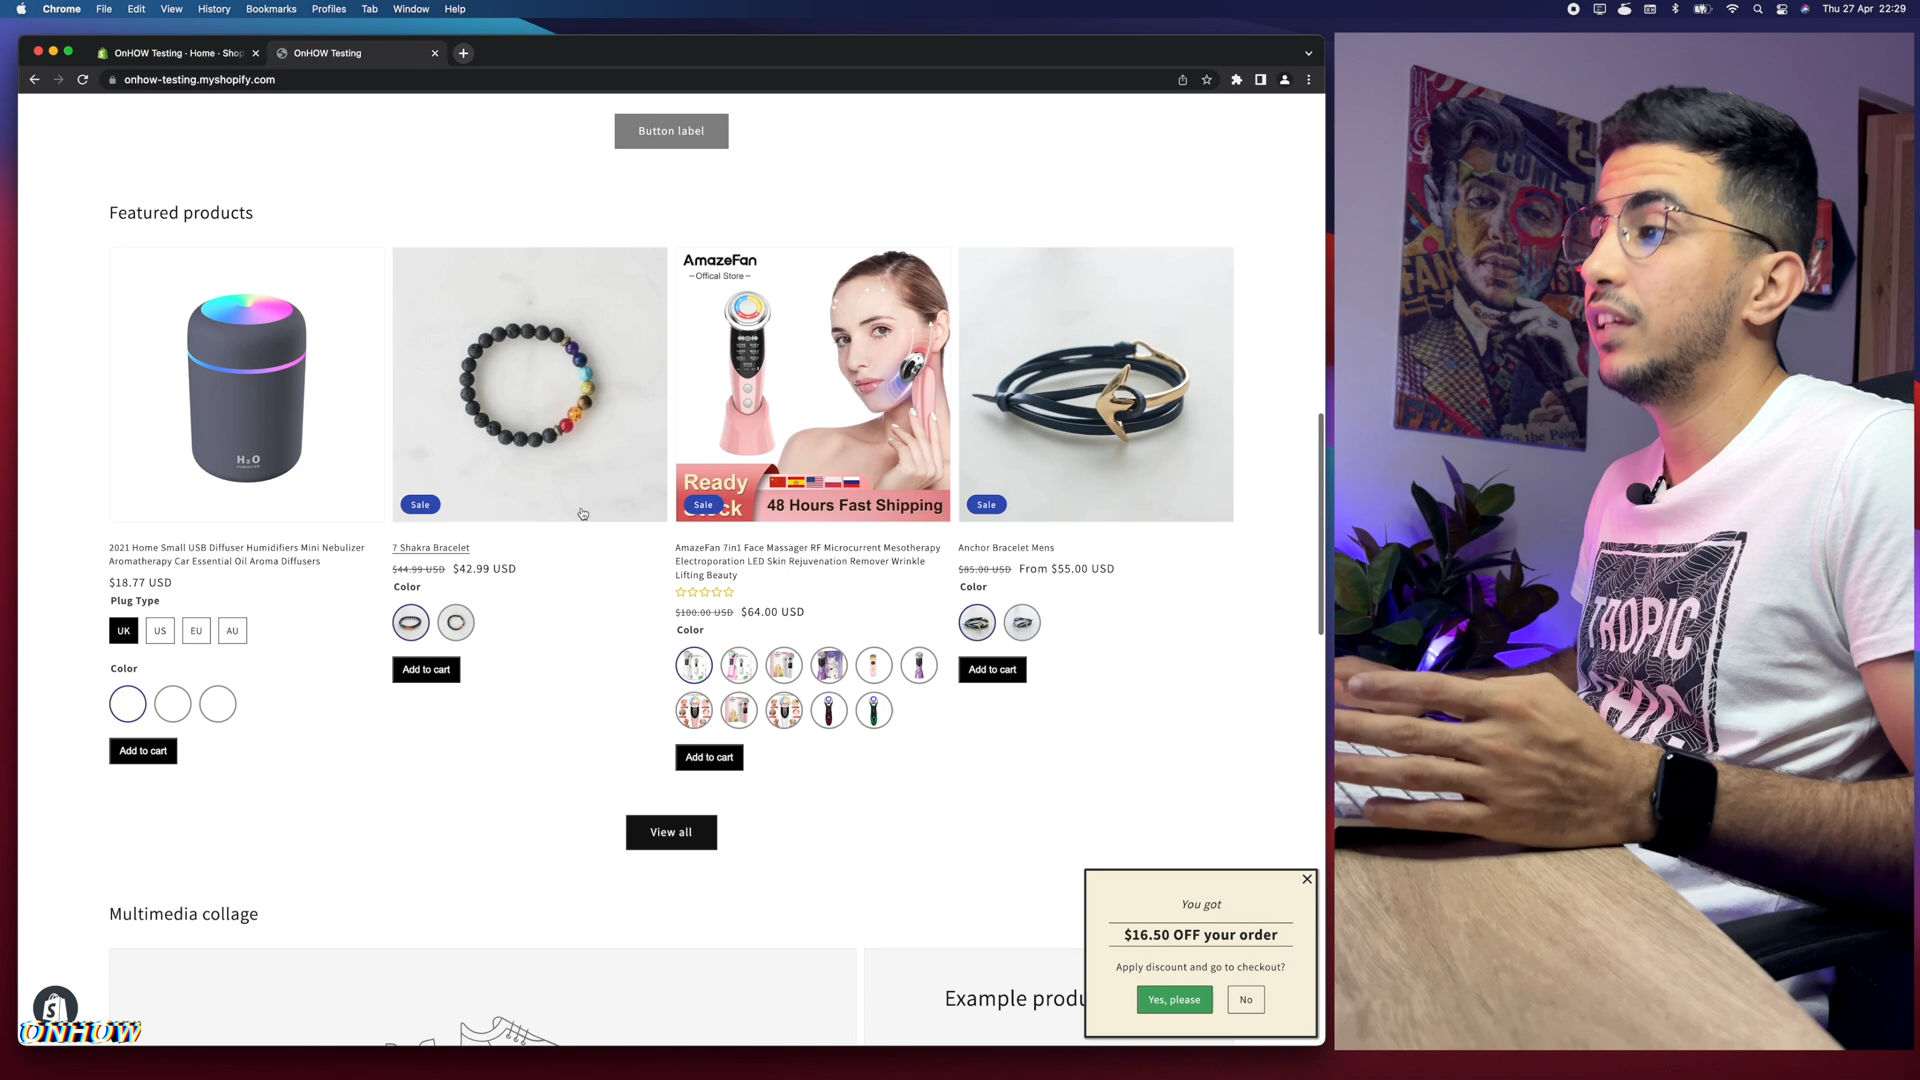 Chrome File Edit View History Bookmarks Profiles Tab Window Help
Thu 27 Apr 22:29
OnHOW Testing · Home · Shop
OnHOW Testing
onhow-testing.myshopify.com
Button label
Featured products
AmazeFan
-Offical Store-
H2O
Ready
48 Hours Fast Shipping
Sale
Sale
Sale
2021 Home Small USB Diffuser Humidifiers Mini Nebulizer
Aromatherapy Car Essential Oil Aroma Diffusers
$18.77 USD
Plug Type
UK
US
EU
AU
Color
Add to cart
7 Shakra Bracelet
$44.99 USD $42.99 USD
Color
Add to cart
AmazeFan 7in1 Face Massager RF Microcurrent Mesotherapy
Electroporation LED Skin Rejuvenation Remover Wrinkle
Lifting Beauty
$100.00 USD $64.00 USD
Color
Add to cart
Anchor Bracelet Mens
$85.00 USD From $55.00 USD
Color
Add to cart
View all
Multimedia collage
Example produ
You got
$16.50 OFF your order
Apply discount and go to checkout?
Yes, please
No
ONHOW
COME
FAN
To the People
TROPIC